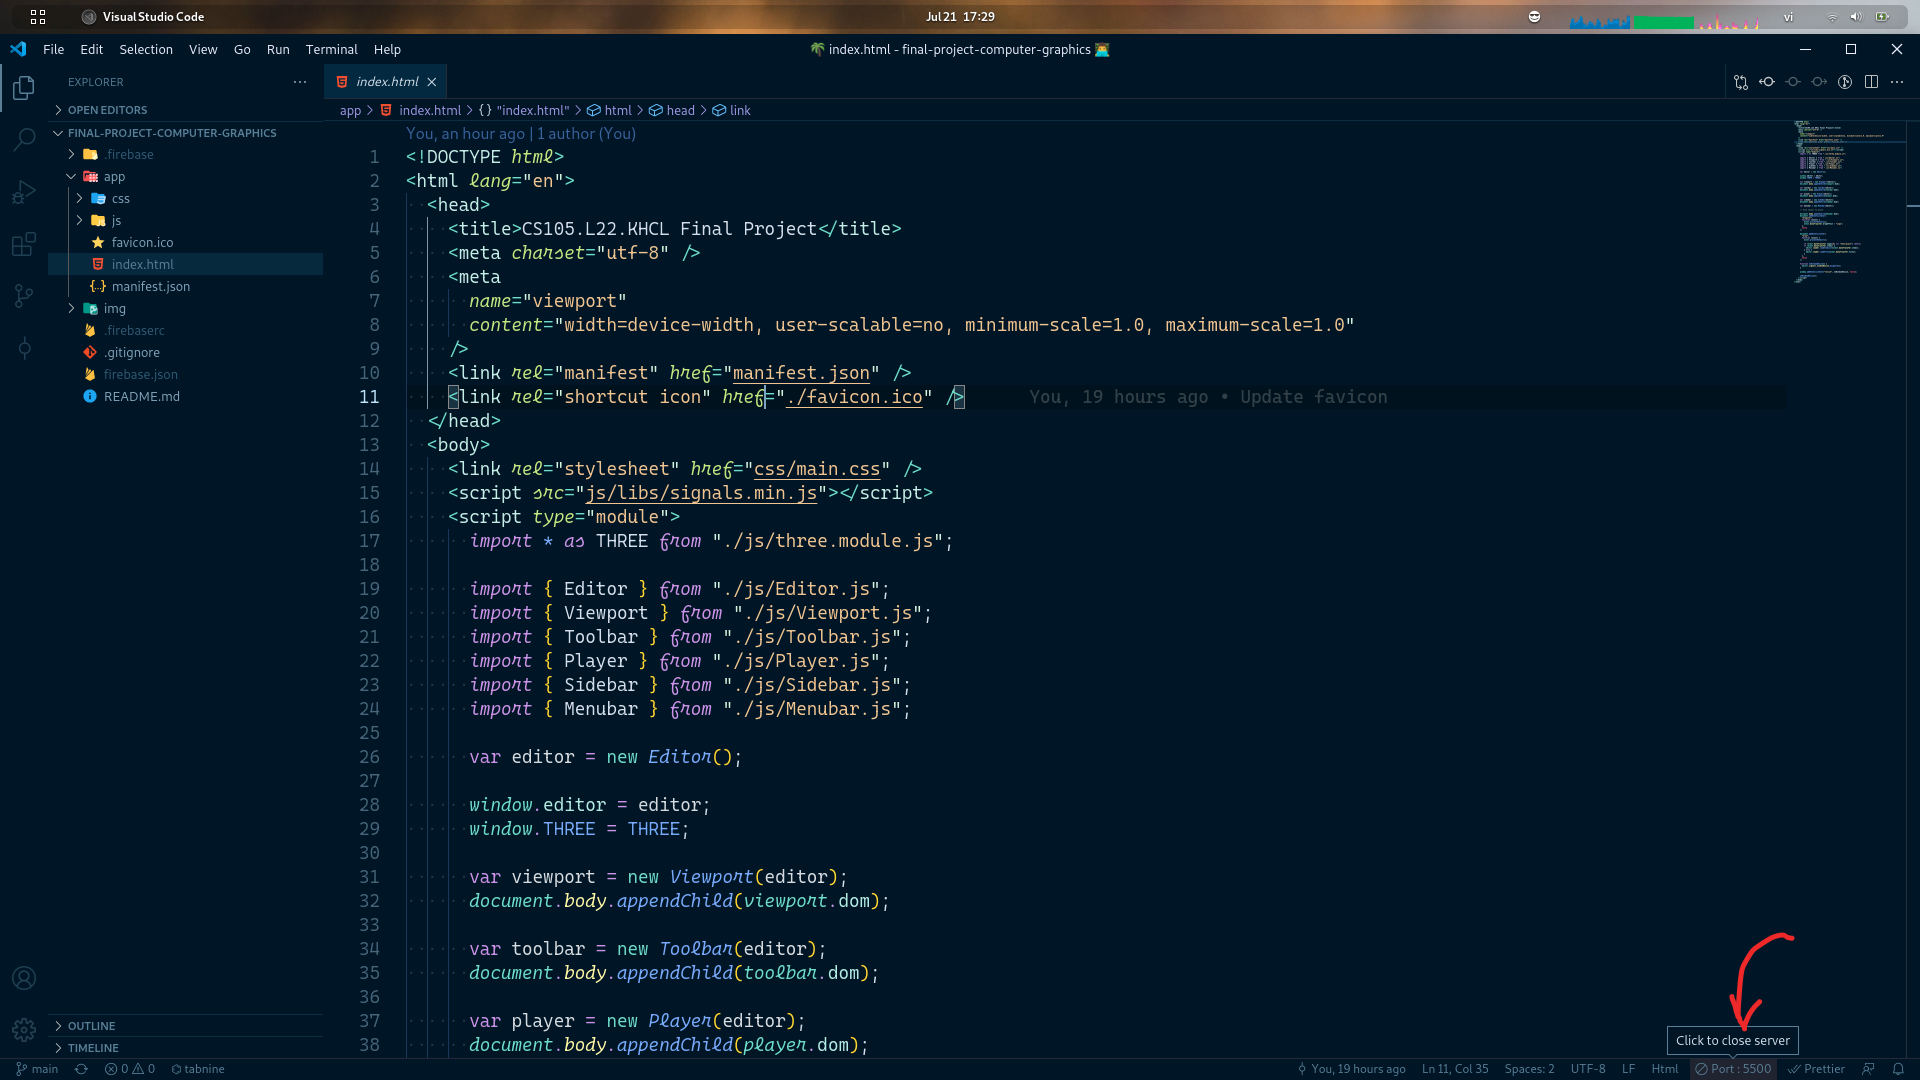 Visual Studio Code
Jul 21 17:29
vi
File Edit Selection View Go Run Terminal Help
🌴 index.html - final-project-computer-graphics 👨‍💻
EXPLORER
index.html
OPEN EDITORS
app > index.html > {} "index.html" > html > head > link
FINAL-PROJECT-COMPUTER-GRAPHICS
.firebase
app
css
js
favicon.ico
index.html
manifest.json
img
.firebaserc
.gitignore
firebase.json
README.md
OUTLINE
TIMELINE
You, an hour ago | 1 author (You)
1 <!DOCTYPE html>
2 <html lang="en">
3 <head>
4 <title>CS105.L22.KHCL Final Project</title>
5 <meta charset="utf-8" />
6 <meta
7 name="viewport"
8 content="width=device-width, user-scalable=no, minimum-scale=1.0, maximum-scale=1.0"
9 />
10 <link rel="manifest" href="manifest.json" />
11 <link rel="shortcut icon" href="./favicon.ico" /> You, 19 hours ago • Update favicon
12 </head>
13 <body>
14 <link rel="stylesheet" href="css/main.css" />
15 <script src="js/libs/signals.min.js"></script>
16 <script type="module">
17 import * as THREE from "./js/three.module.js";
18
19 import { Editor } from "./js/Editor.js";
20 import { Viewport } from "./js/Viewport.js";
21 import { Toolbar } from "./js/Toolbar.js";
22 import { Player } from "./js/Player.js";
23 import { Sidebar } from "./js/Sidebar.js";
24 import { Menubar } from "./js/Menubar.js";
25
26 var editor = new Editor();
27
28 window.editor = editor;
29 window.THREE = THREE;
30
31 var viewport = new Viewport(editor);
32 document.body.appendChild(viewport.dom);
33
34 var toolbar = new Toolbar(editor);
35 document.body.appendChild(toolbar.dom);
36
37 var player = new Player(editor);
38 document.body.appendChild(player.dom);
Click to close server
main 0 0 tabnine You, 19 hours ago Ln 11, Col 35 Spaces: 2 UTF-8 LF Html Port : 5500 Prettier